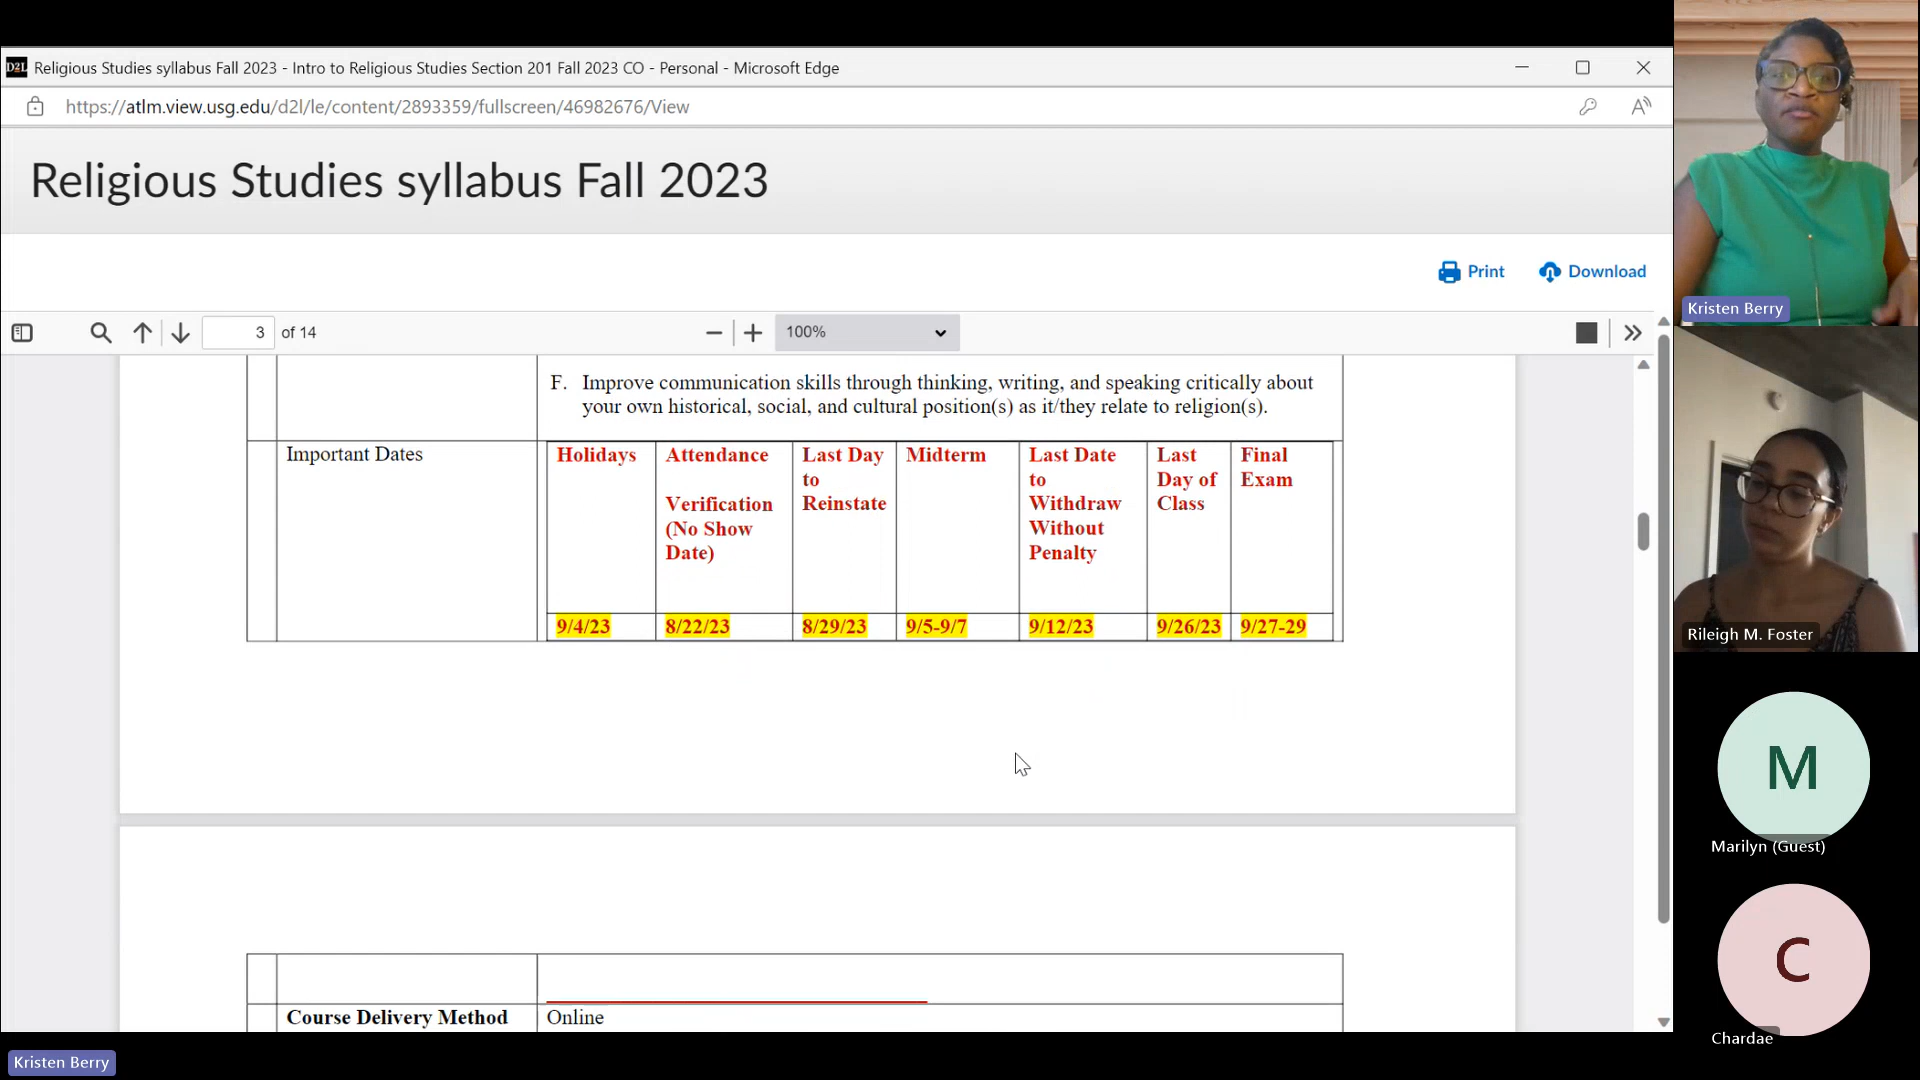 D2L Religious Studies syllabus Fall 2023 - Intro to Religious Studies Section 201 Fall 2023 CO - Personal - Microsoft Edge
https://atlm.view.usg.edu/d2l/le/content/2893359/fullscreen/46982676/View
Religious Studies syllabus Fall 2023
Print Download
3 of 14 100%
F. Improve communication skills through thinking, writing, and speaking critically about
your own historical, social, and cultural position(s) as it/they relate to religion(s).
Important Dates
Holidays
Attendance
Verification
(No Show
Date)
Last Day
to
Reinstate
Midterm
Last Date
to
Withdraw
Without
Penalty
Last
Day of
Class
Final
Exam
9/4/23 8/22/23 8/29/23 9/5-9/7 9/12/23 9/26/23 9/27-29
Course Delivery Method Online
Kristen Berry
Kristen Berry
Rileigh M. Foster
M
Marilyn (Guest)
C
Chardae